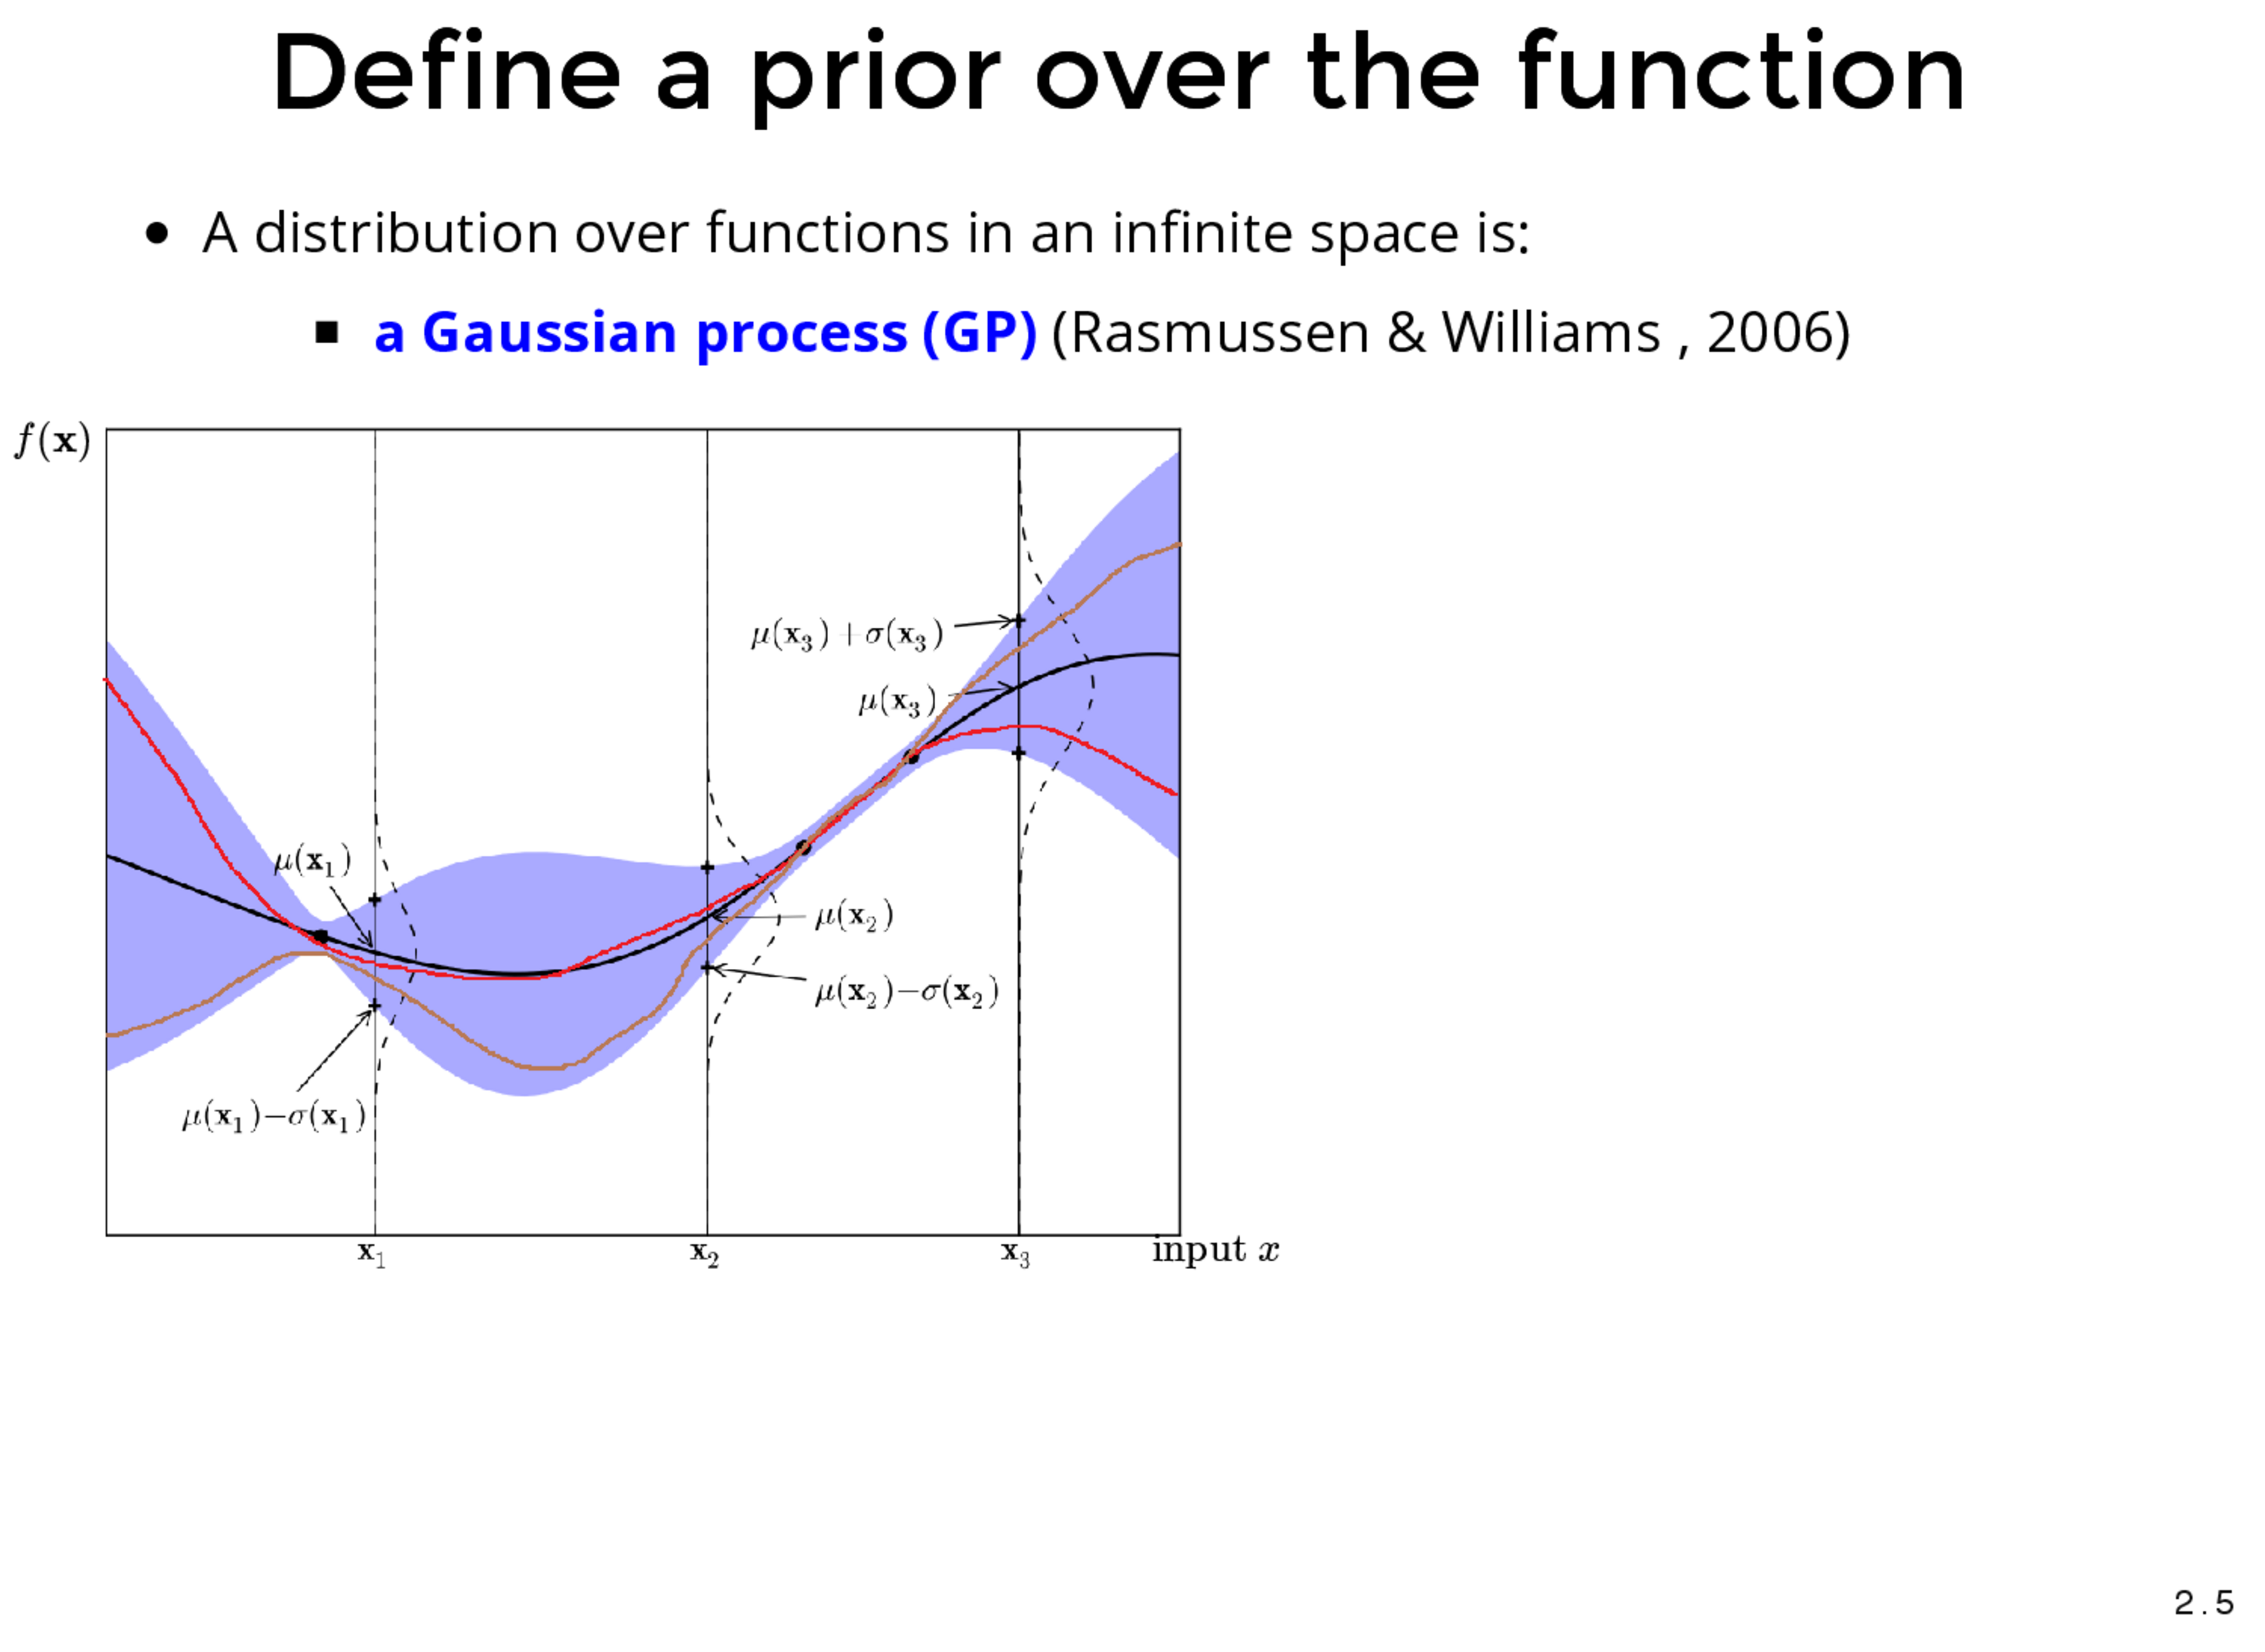 Define a prior over the function
• A distribution over functions in an infinite space is:
▪ a Gaussian process (GP) (Rasmussen & Williams , 2006)
f(x)
μ(x₃)+σ(x₃)
μ(x₃)
μ(x₁)
μ(x₂)
μ(x₂)−σ(x₂)
μ(x₁)−σ(x₁)
x₁ x₂ x₃ input x
2.5